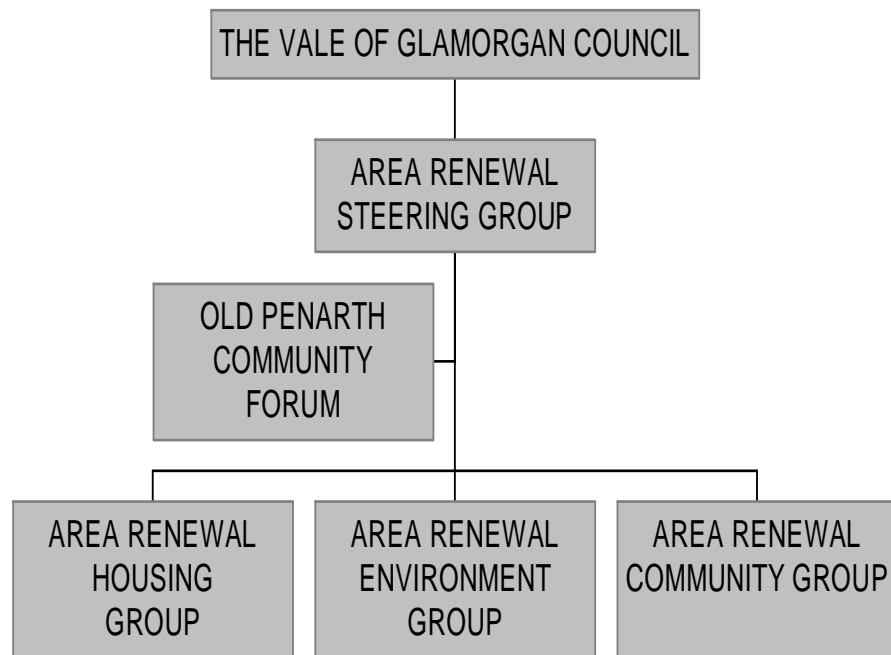 THE VALE OF GLAMORGAN COUNCIL
AREA RENEWAL
STEERING GROUP
OLD PENARTH
COMMUNITY
FORUM
AREA RENEWAL
HOUSING
GROUP
AREA RENEWAL
ENVIRONMENT
GROUP
AREA RENEWAL
COMMUNITY GROUP